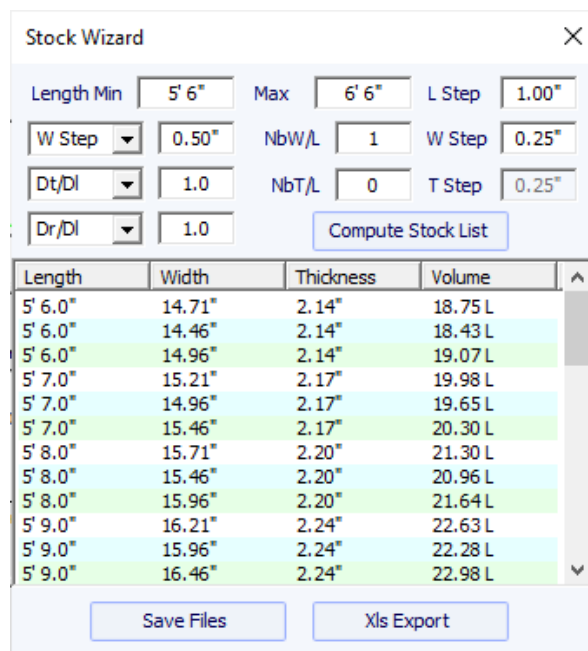 Stock Wizard
Length Min 5' 6" Max 6' 6" L Step 1.00"
W Step 0.50" NbW/L 1 W Step 0.25"
Dt/Dl 1.0 NbT/L 0 T Step 0.25"
Dr/Dl 1.0 Compute Stock List
Length Width Thickness Volume
5' 6.0" 14.71" 2.14" 18.75 L
5' 6.0" 14.46" 2.14" 18.43 L
5' 6.0" 14.96" 2.14" 19.07 L
5' 7.0" 15.21" 2.17" 19.98 L
5' 7.0" 14.96" 2.17" 19.65 L
5' 7.0" 15.46" 2.17" 20.30 L
5' 8.0" 15.71" 2.20" 21.30 L
5' 8.0" 15.46" 2.20" 20.96 L
5' 8.0" 15.96" 2.20" 21.64 L
5' 9.0" 16.21" 2.24" 22.63 L
5' 9.0" 15.96" 2.24" 22.28 L
5' 9.0" 16.46" 2.24" 22.98 L
Save Files Xls Export